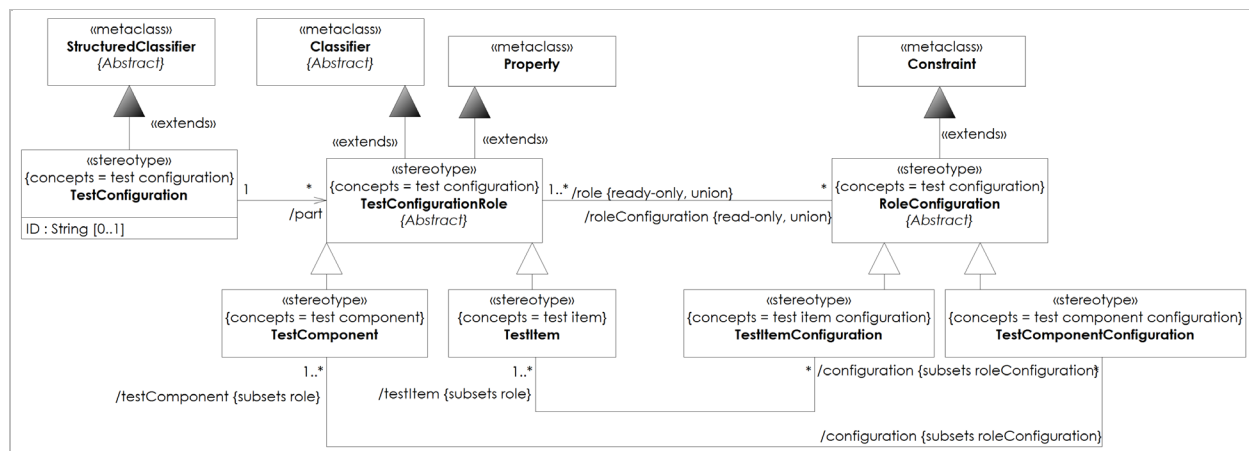 «metaclass»
StructuredClassifier
{Abstract}
«metaclass»
Classifier
{Abstract}
«metaclass»
Property
«metaclass»
Constraint
«extends»
«extends»
«extends»
«extends»
«stereotype»
{concepts = test configuration}
TestConfiguration
ID : String [0..1]
1
*
/part
«stereotype»
{concepts = test configuration}
TestConfigurationRole
{Abstract}
1..*
/role {ready-only, union}
*
/roleConfiguration {read-only, union}
«stereotype»
{concepts = test configuration}
RoleConfiguration
{Abstract}
«stereotype»
{concepts = test component}
TestComponent
«stereotype»
{concepts = test item}
TestItem
«stereotype»
{concepts = test item configuration}
TestItemConfiguration
«stereotype»
{concepts = test component configuration}
TestComponentConfiguration
1..*
/testComponent {subsets role}
1..*
/testItem {subsets role}
*
/configuration {subsets roleConfiguration}
*
/configuration {subsets roleConfiguration}